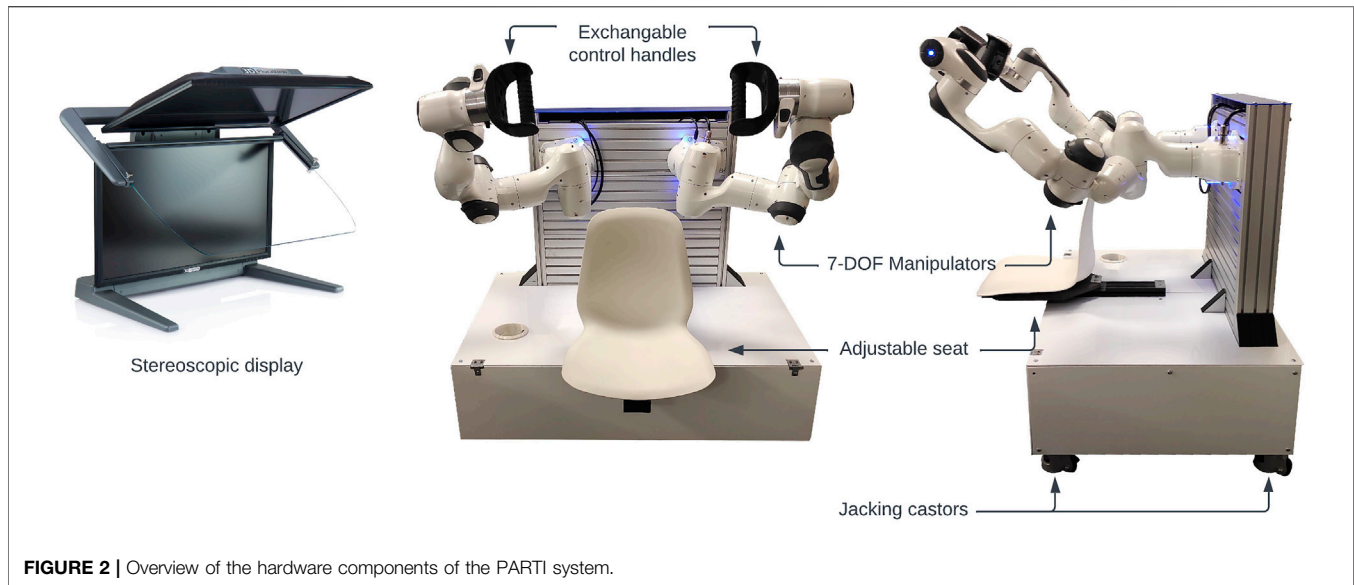 Exchangable
control handles
7-DOF Manipulators
Adjustable seat
Stereoscopic display
Jacking castors
FIGURE 2 | Overview of the hardware components of the PARTI system.